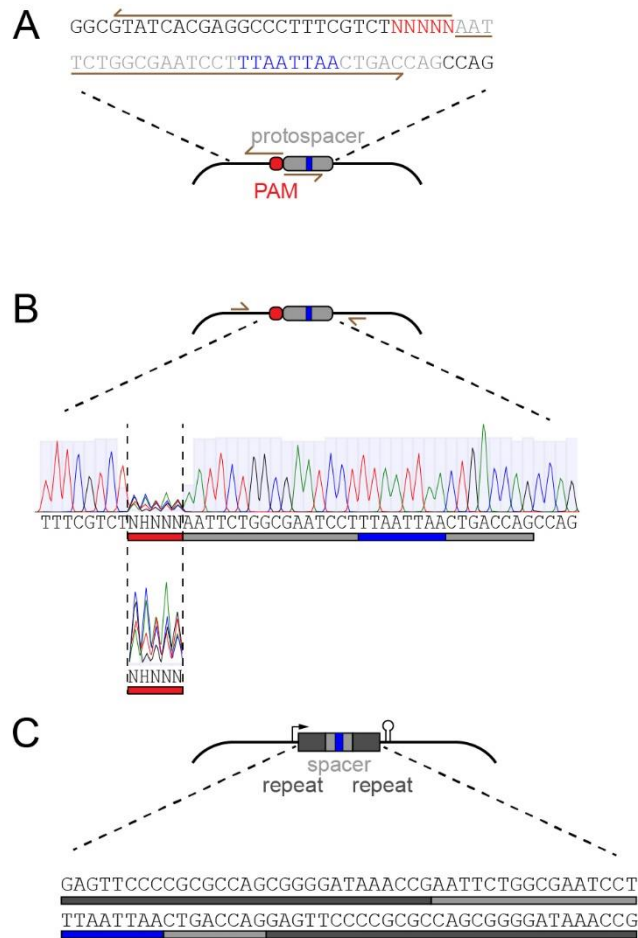 A
GGCGTATCACGAGGCCCTTTCGTCTNNNNNAAT
TCTGGCGAATCCTTTAATTAACTGACCAGCCAG
protospacer
PAM
B
TTTCGTCTNHNNNAATTCTGGCGAATCCTTTAATTAACTGACCAGCCAG
NHNNN
C
spacer
repeat repeat
GAGTTCCCCGCGCCAGCGGGGATAAACCGAATTCTGGCGAATCCT
TTAATTAACTGACCAGGAGTTCCCCGCGCCAGCGGGGATAAACCG